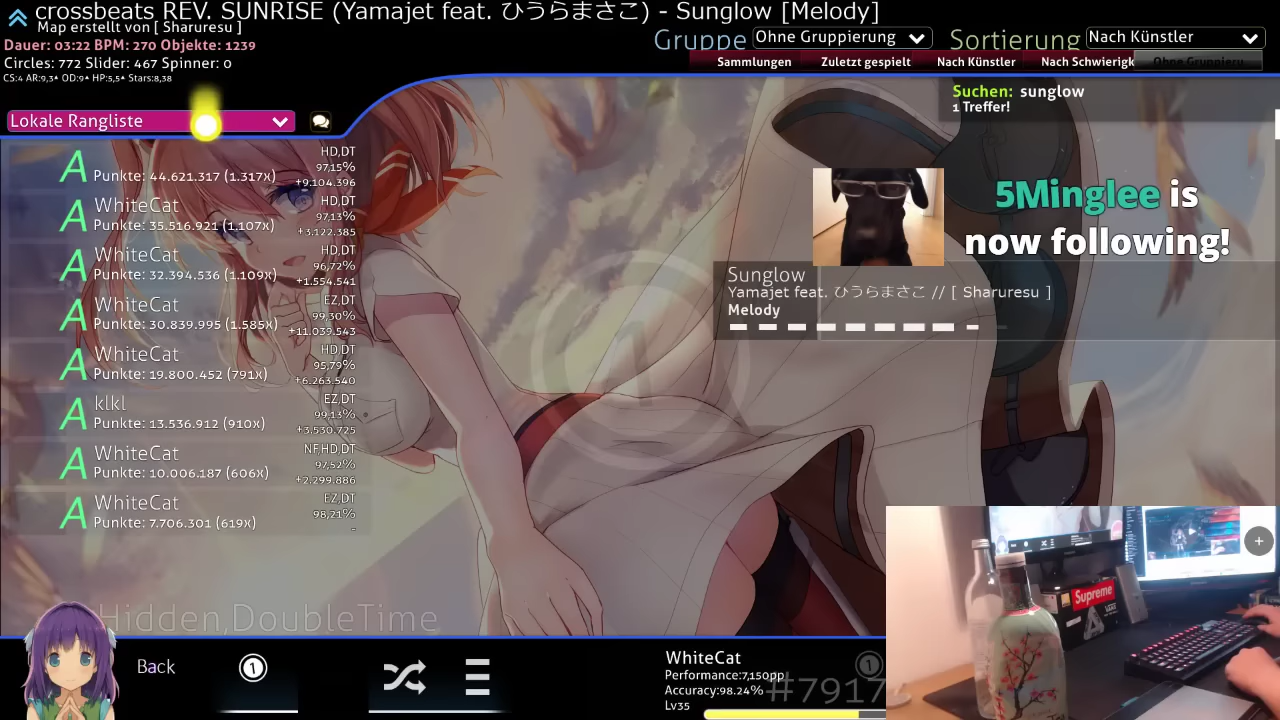 crossbeats REV. SUNRISE (Yamajet feat. ひうらまさこ) - Sunglow [Melody]
Map erstellt von [ Sharuresu ]
Dauer: 03:22 BPM: 270 Objekte: 1239
Circles: 772 Slider: 467 Spinner: 0
CS:4 AR:9,3 OD:9 HP:5,5 Stars:8,38
Gruppe Ohne Gruppierung
Sortierung Nach Künstler
Sammlungen Zuletzt gespielt Nach Künstler Nach Schwierigk Ohne Gruppieru
Suchen: sunglow
1 Treffer!
Lokale Rangliste
A Punkte: 44.621.317 (1.317x)
HD,DT
97,15%
+9.104.396
WhiteCat
A Punkte: 35.516.921 (1.107x)
HD,DT
97,13%
+3.122.385
WhiteCat
A Punkte: 32.394.536 (1.109x)
HD,DT
96,72%
+1.554.541
WhiteCat
A Punkte: 30.839.995 (1.585x)
EZ,DT
99,30%
+11.039.543
WhiteCat
A Punkte: 19.800.452 (791x)
HD,DT
95,79%
+6.263.540
klkl
A Punkte: 13.536.912 (910x)
EZ,DT
99,13%
+3.530.725
WhiteCat
A Punkte: 10.006.187 (606x)
NF,HD,DT
97,52%
+2.299.886
WhiteCat
A Punkte: 7.706.301 (619x)
EZ,DT
98,21%
-
5Minglee is
now following!
Sunglow
Yamajet feat. ひうらまさこ // [ Sharuresu ]
Melody
Hidden,DoubleTime
Back
1
WhiteCat
Performance:7,150pp
Accuracy:98.24%
Lv35
1
#7917
Supreme
VANS